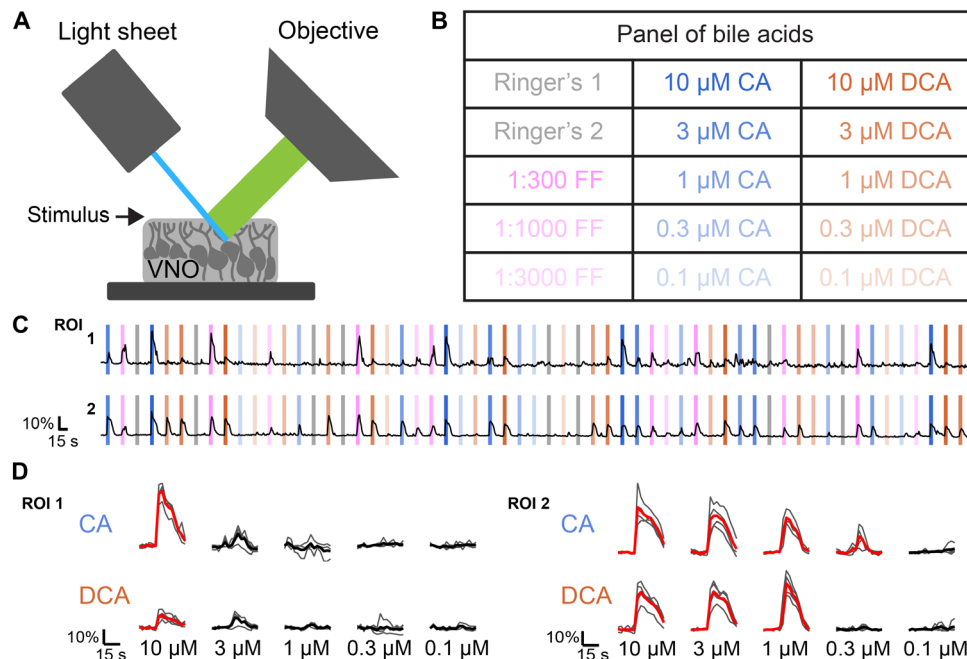 A
Light sheet
Objective
Stimulus
VNO
B
Panel of bile acids
Ringer's 1 10 µM CA 10 µM DCA
Ringer's 2 3 µM CA 3 µM DCA
1:300 FF 1 µM CA 1 µM DCA
1:1000 FF 0.3 µM CA 0.3 µM DCA
1:3000 FF 0.1 µM CA 0.1 µM DCA
C
ROI
1
2
10%
15 s
D
ROI 1
CA
DCA
10%
15 s
10 µM 3 µM 1 µM 0.3 µM 0.1 µM
ROI 2
CA
DCA
10%
15 s
10 µM 3 µM 1 µM 0.3 µM 0.1 µM